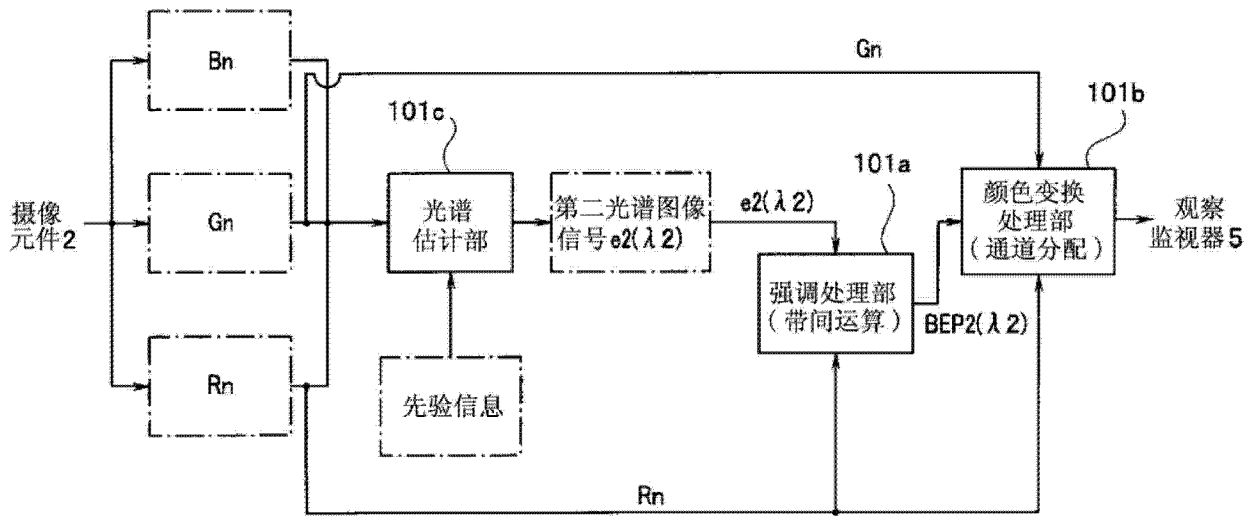 Bn
Gn
101c
101b
101a
摄像
元件2
Gn
光谱
估计部
第二光谱图像
信号e2(λ2)
e2(λ2)
颜色变换
处理部
(通道分配)
观察
监视器5
强调处理部
(带间运算)
BEP2(λ2)
Rn
先验信息
Rn